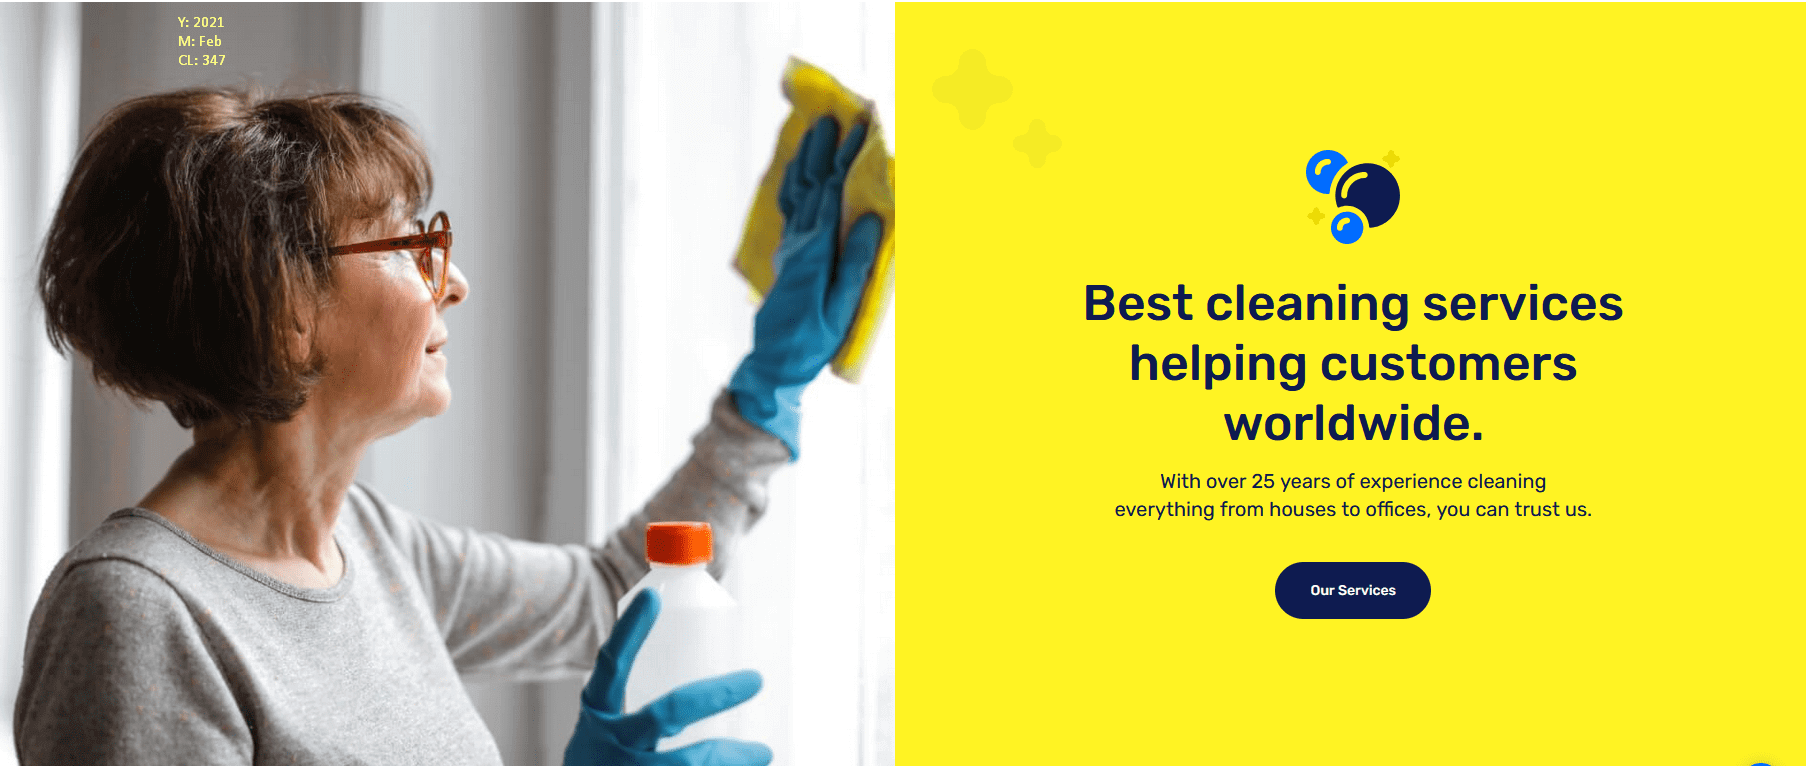 Y: 2021
M: Feb
CL: 347
Best cleaning services
helping customers
worldwide.
With over 25 years of experience cleaning
everything from houses to offices, you can trust us.
Our Services